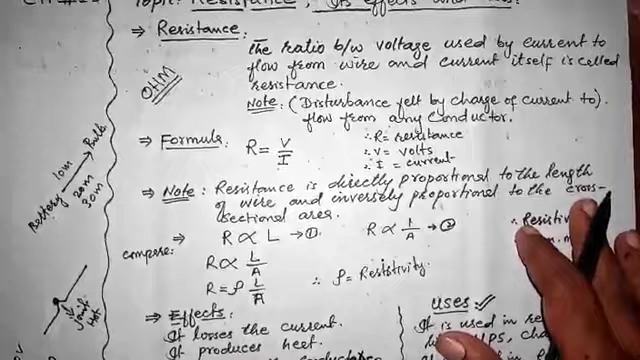 Topic: Resistance, Its effects and uses.
⇒ Resistance:
The ratio b/w voltage used by current to
flow from wire and current itself is called
resistance.
OHM
Note: (Disturbance felt by charge of current to).
flow from any conductor.
⇒ Formula: R = V/I
∴ R = resistance
∴ V = volts
∴ I = current
⇒ Note: Resistance is directly proportional to the length
of wire and inversely proportional to the cross-
sectional area.
Battery 10m Bulb
20m
30m
compare: ⇒ R ∝ L → ① R ∝ 1/A → ②
R ∝ L/A
R = ρ L/A ∴ ρ = Resistivity.
⇒ Effects:
It losses the current.
It produces heet.
uses:
It is used in